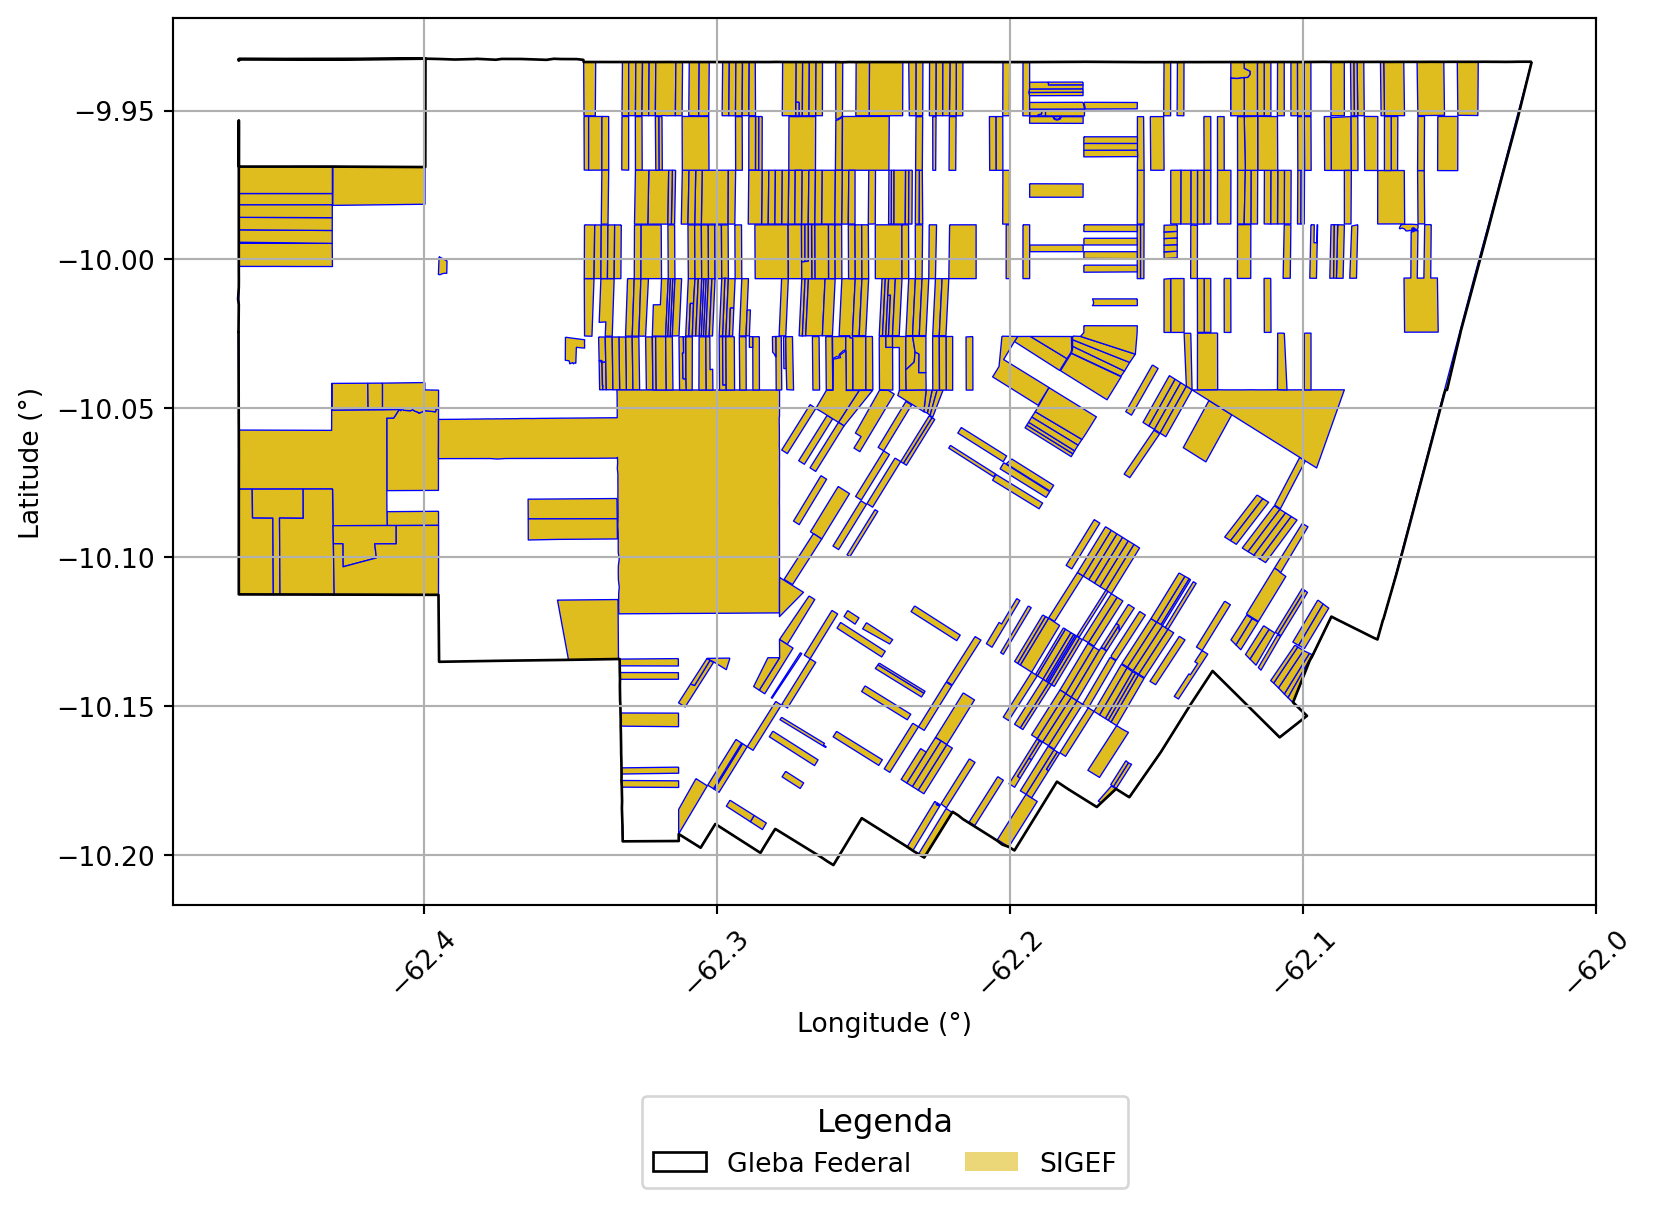 −9.95
−10.00
−10.05
−10.10
−10.15
−10.20
Latitude (°)
−62.4
−62.3
−62.2
−62.1
−62.0
Longitude (°)
Legenda
Gleba Federal
SIGEF